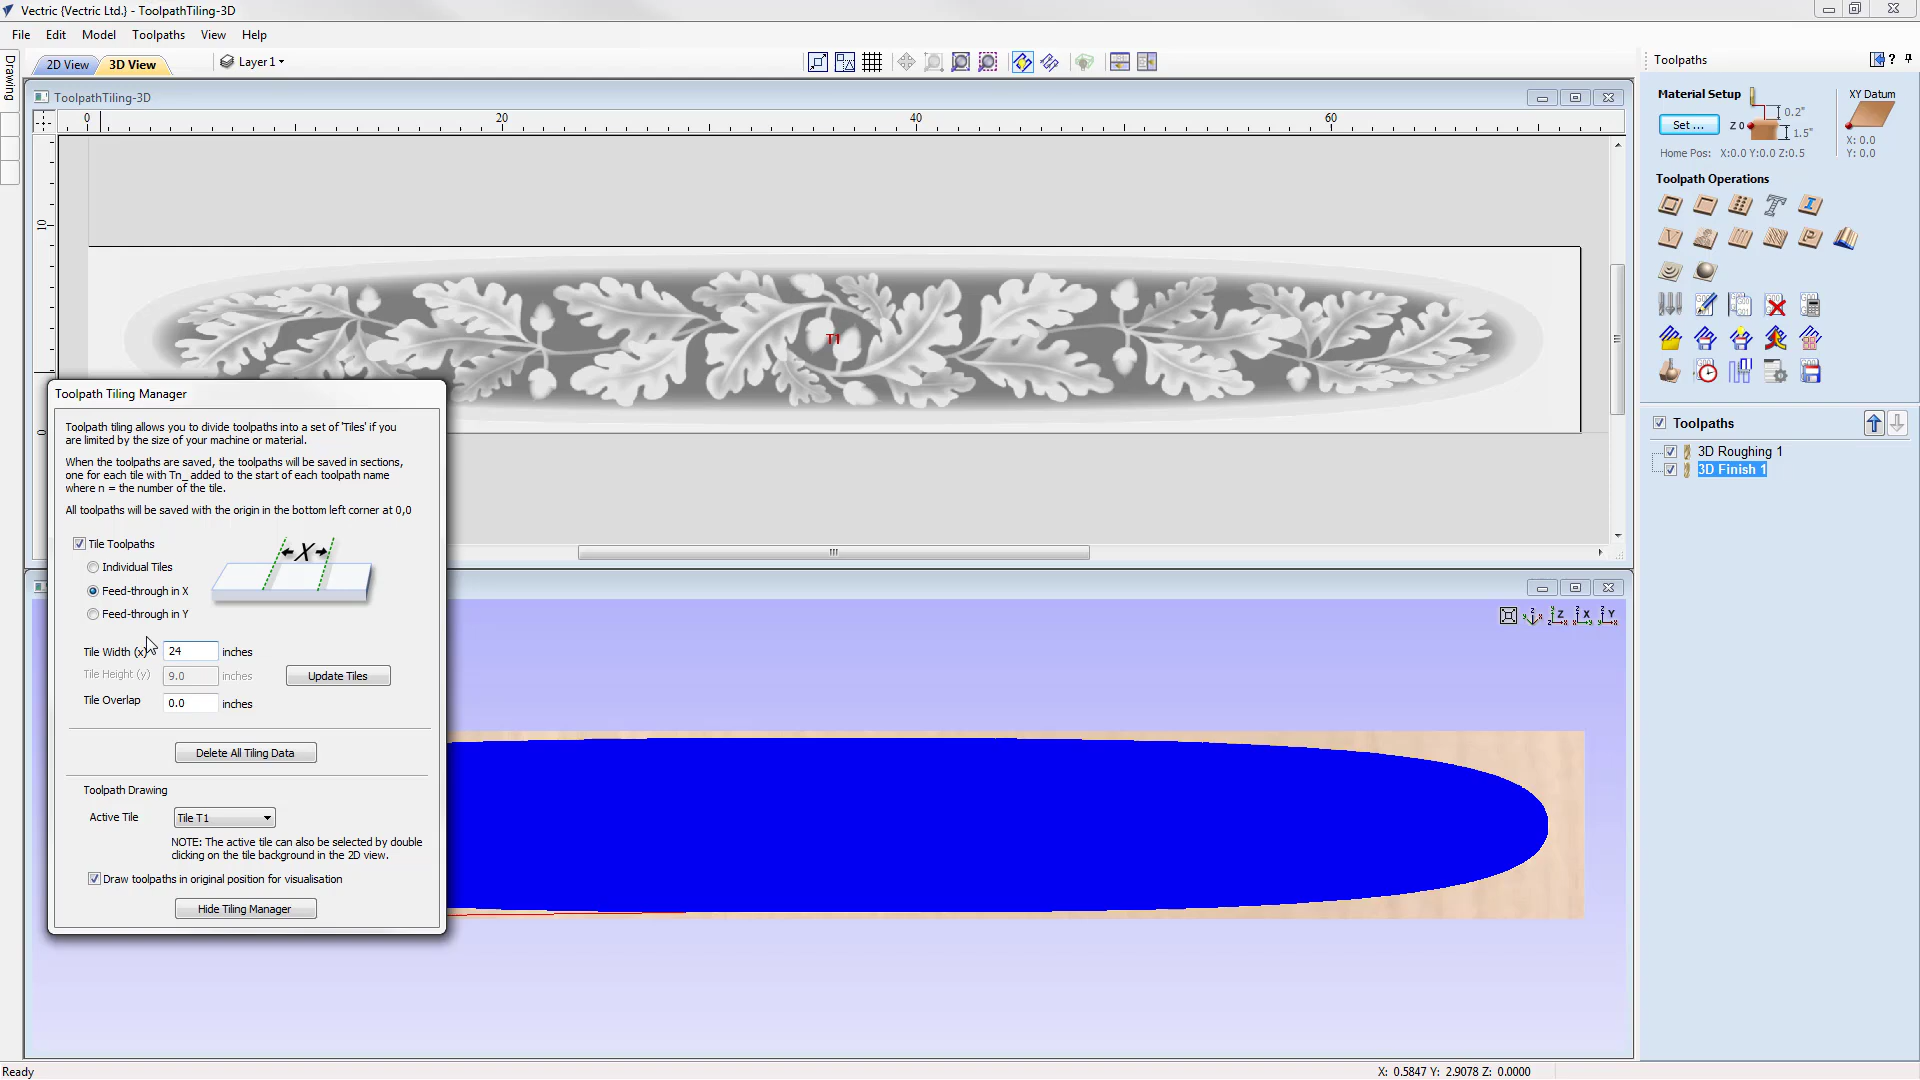 Vectric {Vectric Ltd.} - ToolpathTiling-3D
File Edit Model Toolpaths View Help
Drawing
2D View 3D View Layer 1
ToolpathTiling-3D
0 20 40 60
10
0
T1
Toolpath Tiling Manager
Toolpath tiling allows you to divide toolpaths into a set of 'Tiles' if you
are limited by the size of your machine or material.
When the toolpaths are saved, the toolpaths will be saved in sections,
one for each tile with Tn_ added to the start of each toolpath name
where n = the number of the tile.
All toolpaths will be saved with the origin in the bottom left corner at 0,0
Tile Toolpaths
X
Individual Tiles
Feed-through in X
Feed-through in Y
Tile Width (x) 24 inches
Tile Height (y) 9.0 inches Update Tiles
Tile Overlap 0.0 inches
Delete All Tiling Data
Toolpath Drawing
Active Tile Tile T1
NOTE: The active tile can also be selected by double
clicking on the tile background in the 2D view.
Draw toolpaths in original position for visualisation
Hide Tiling Manager
Toolpaths
Material Setup XY Datum
0.2"
Set ... Z 0 1.5"
X: 0.0
Y: 0.0
Home Pos: X:0.0 Y:0.0 Z:0.5
Toolpath Operations
Toolpaths
3D Roughing 1
3D Finish 1
Ready
X: 0.5847 Y: 2.9078 Z: 0.0000